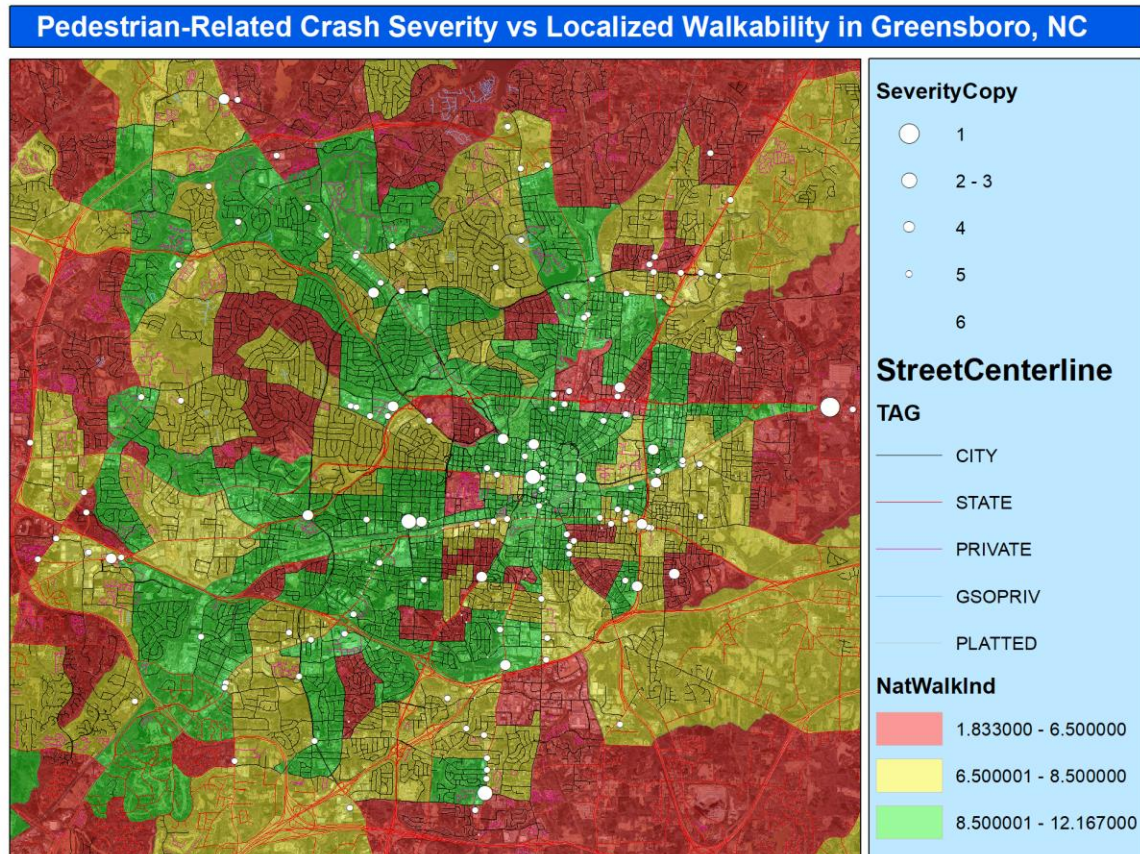 Pedestrian-Related Crash Severity vs Localized Walkability in Greensboro, NC
SeverityCopy
1
2 - 3
4
5
6
StreetCenterline
TAG
CITY
STATE
PRIVATE
GSOPRIV
PLATTED
NatWalkInd
1.833000 - 6.500000
6.500001 - 8.500000
8.500001 - 12.167000